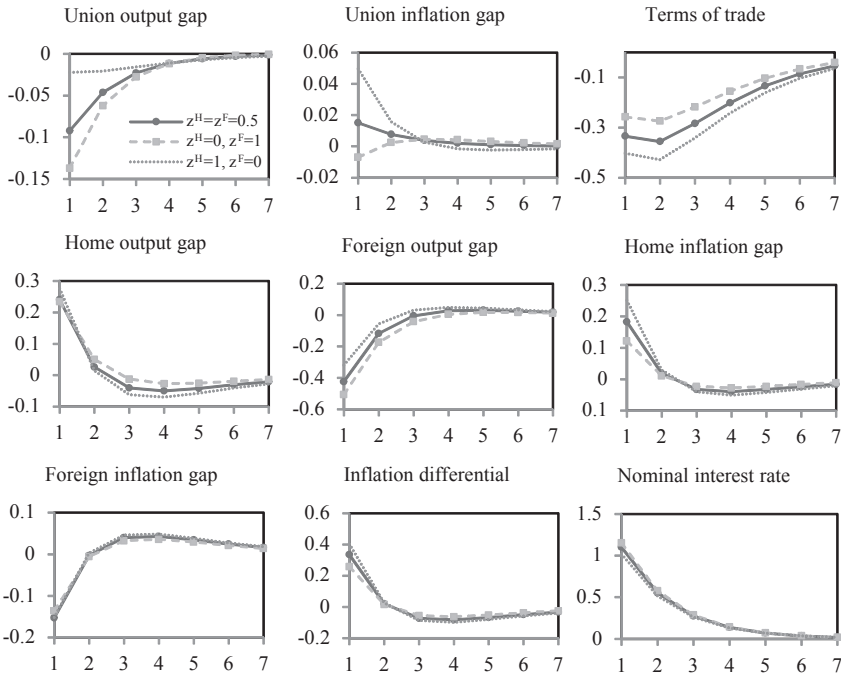 Union output gap
0
-0.05
-0.1
-0.15
z^H=z^F=0.5
z^H=0, z^F=1
z^H=1, z^F=0
1 2 3 4 5 6 7
Union inflation gap
0.06
0.04
0.02
0
-0.02
1 2 3 4 5 6 7
Terms of trade
-0.1
-0.3
-0.5
1 2 3 4 5 6 7
Home output gap
0.3
0.2
0.1
0
-0.1
1 2 3 4 5 6 7
Foreign output gap
0.2
0
-0.2
-0.4
-0.6
1 2 3 4 5 6 7
Home inflation gap
0.3
0.2
0.1
0
0.1
1 2 3 4 5 6 7
Foreign inflation gap
0.1
0
-0.1
-0.2
1 2 3 4 5 6 7
Inflation differential
0.6
0.4
0.2
0
-0.2
1 2 3 4 5 6 7
Nominal interest rate
1.5
1
0.5
0
1 2 3 4 5 6 7